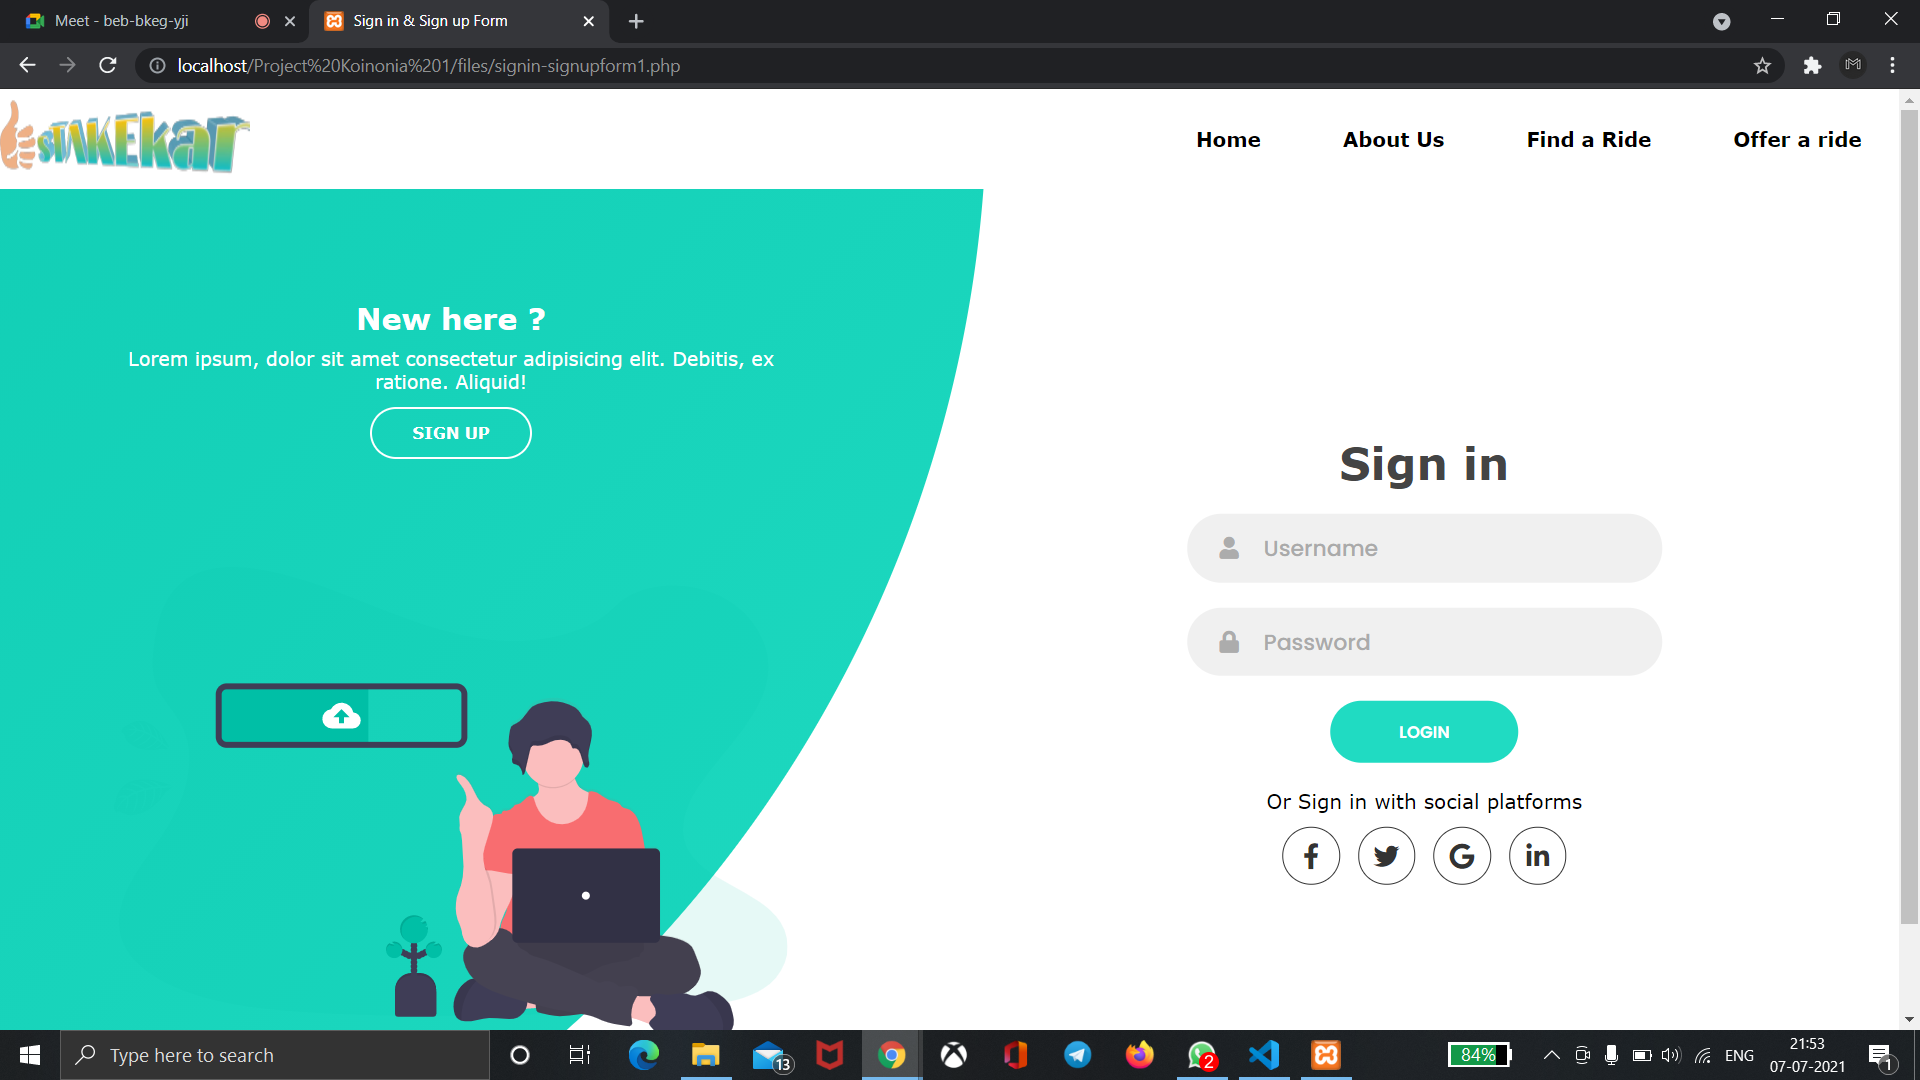 Meet - beb-bkeg-yji
Sign in & Sign up Form
localhost/Project%20Koinonia%201/files/signin-signupform1.php
STAKEkar
Home
About Us
Find a Ride
Offer a ride
New here ?
Lorem ipsum, dolor sit amet consectetur adipisicing elit. Debitis, ex
ratione. Aliquid!
SIGN UP
Sign in
Username
Password
LOGIN
Or Sign in with social platforms
Type here to search
13
2
84%
ENG
21:53
07-07-2021
1